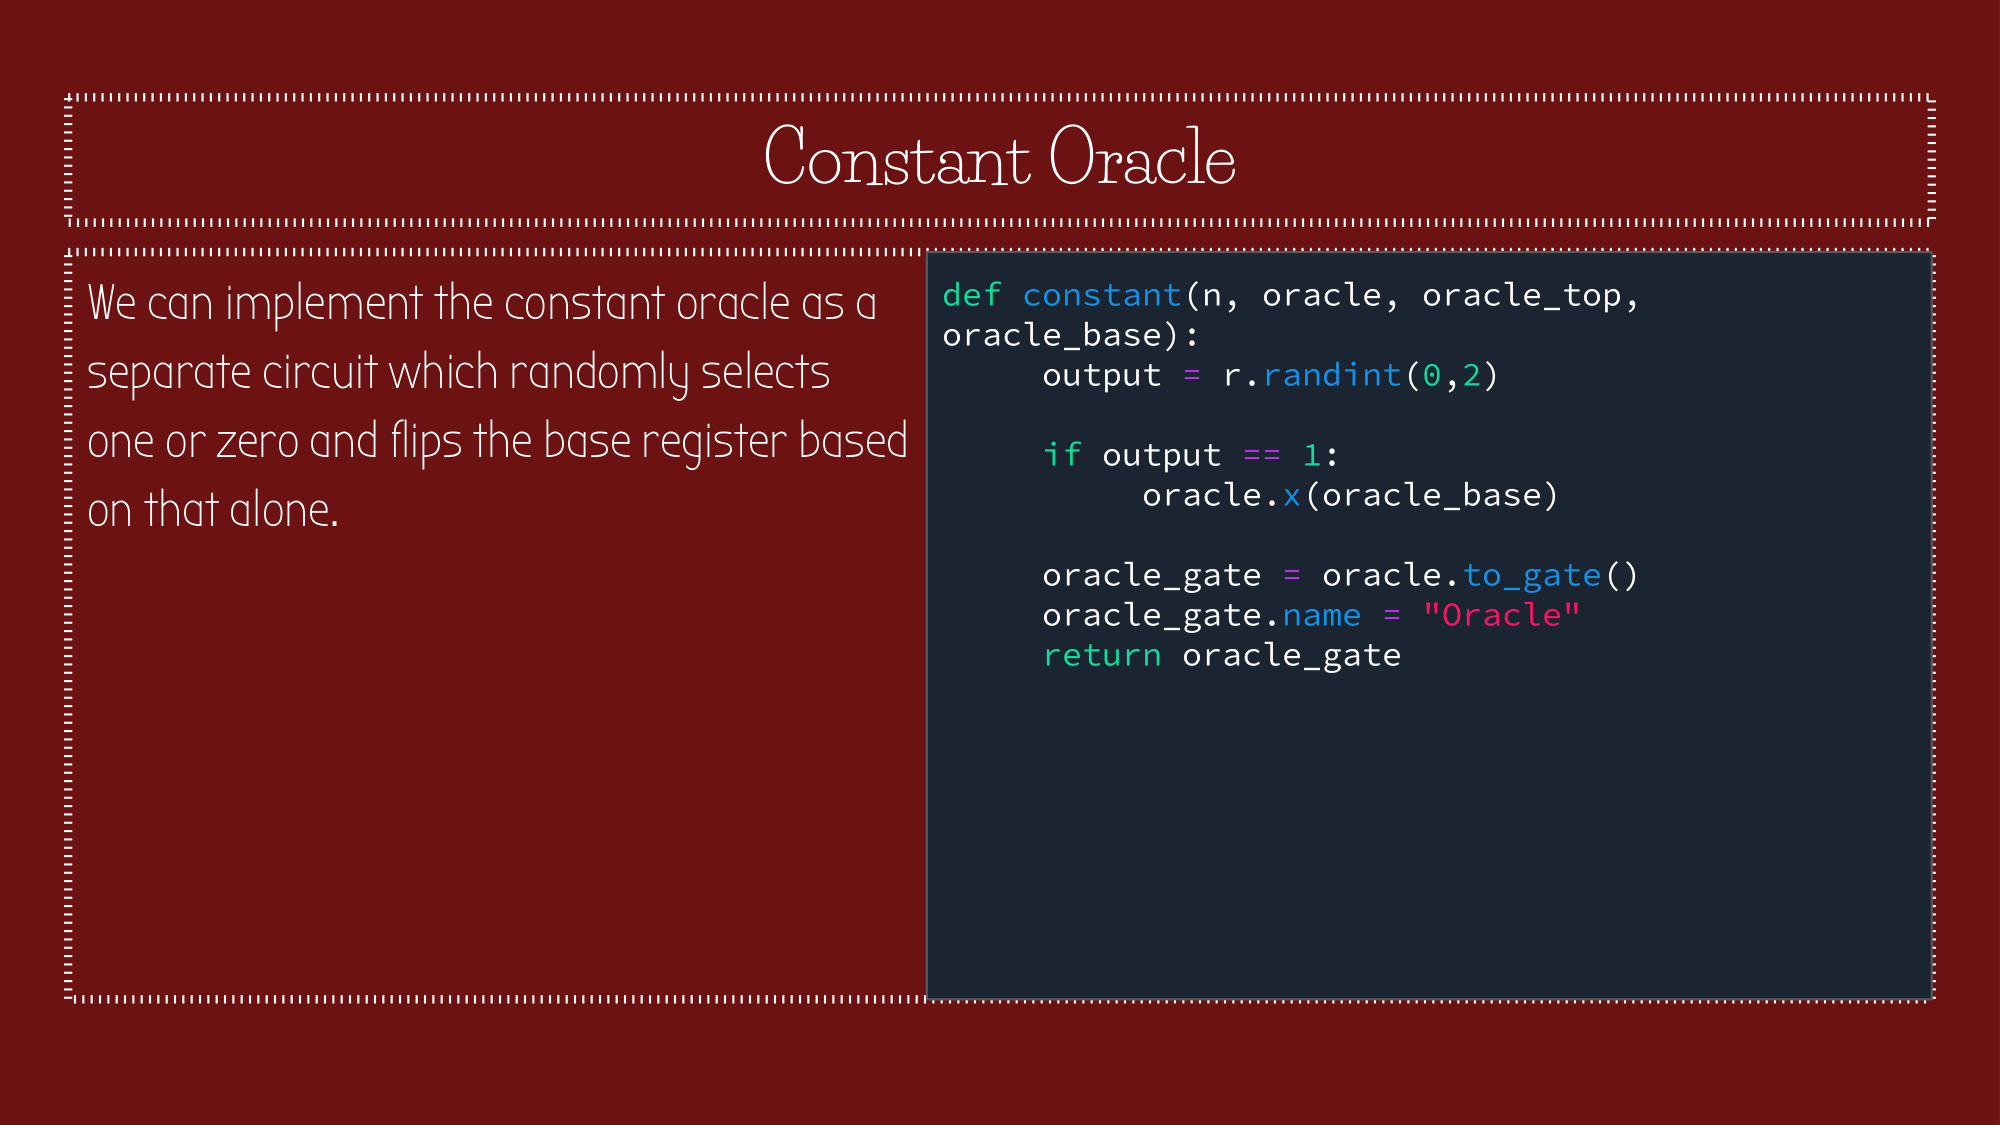 Constant Oracle
We can implement the constant oracle as a
separate circuit which randomly selects
one or zero and flips the base register based
on that alone.
def constant(n, oracle, oracle_top,
oracle_base):
     output = r.randint(0,2)
     if output == 1:
          oracle.x(oracle_base)
     oracle_gate = oracle.to_gate()
     oracle_gate.name = "Oracle"
     return oracle_gate